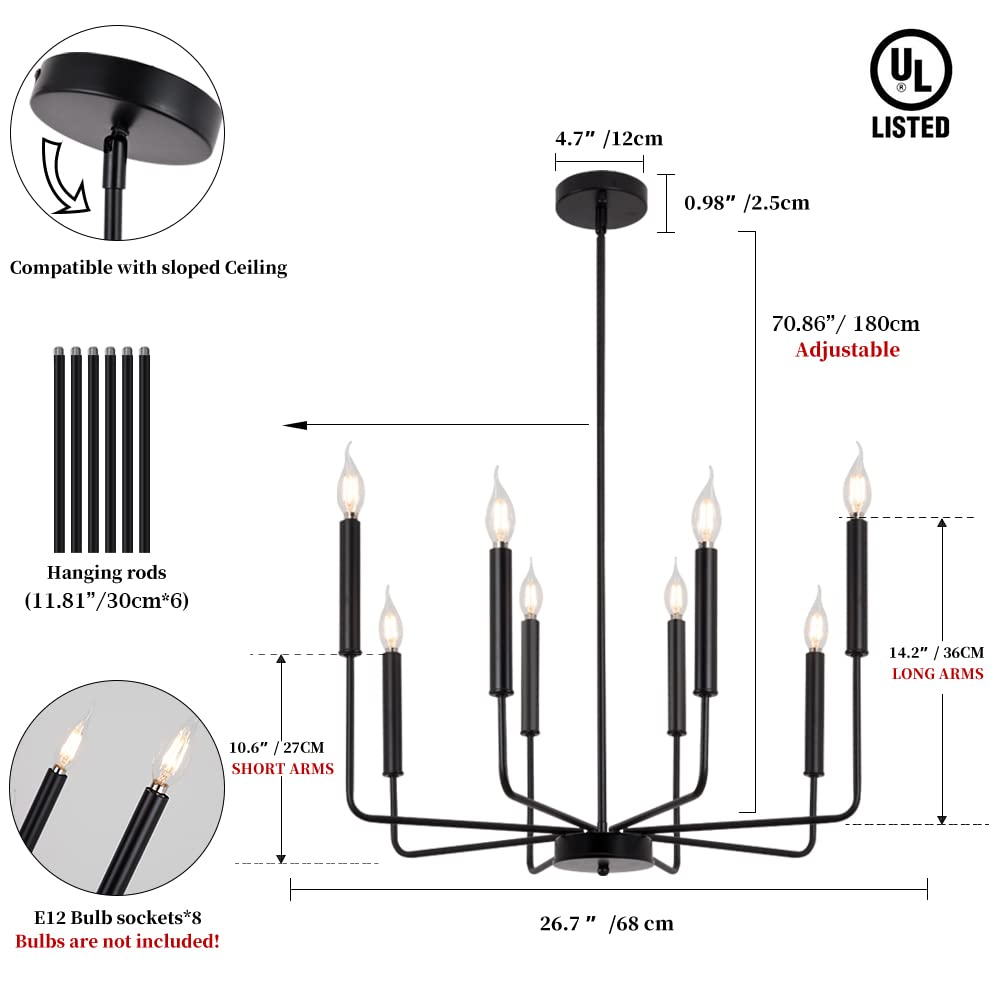 UL
®
LISTED
4.7” /12cm
0.98” /2.5cm
Compatible with sloped Ceiling
70.86”/ 180cm
Adjustable
Hanging rods
(11.81”/30cm*6)
14.2” / 36CM
LONG ARMS
10.6” / 27CM
SHORT ARMS
E12 Bulb sockets*8
Bulbs are not included!
26.7 ” /68 cm